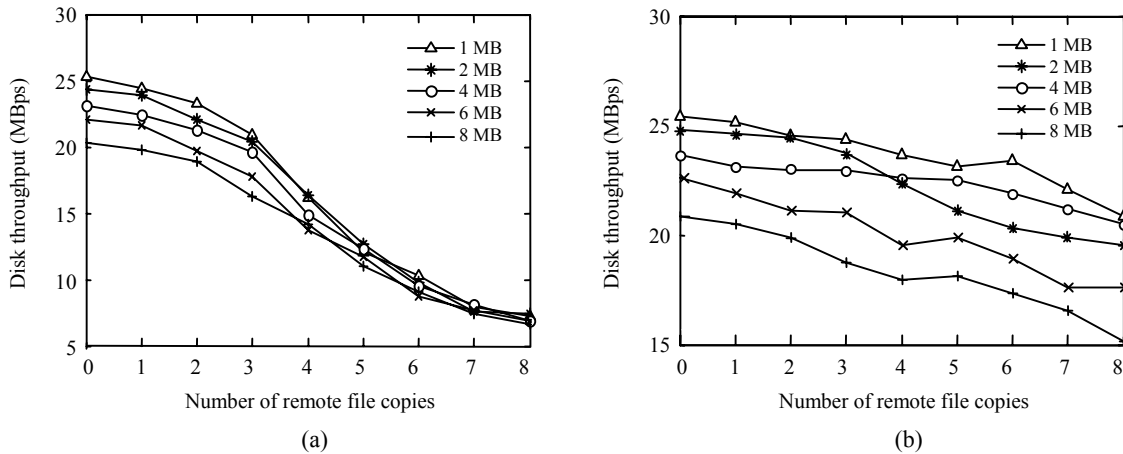 30
25
20
15
10
5
0 1 2 3 4 5 6 7 8
Disk throughput (MBps)
Number of remote file copies
1 MB
2 MB
4 MB
6 MB
8 MB
(a)
30
25
20
15
0 1 2 3 4 5 6 7 8
Disk throughput (MBps)
Number of remote file copies
1 MB
2 MB
4 MB
6 MB
8 MB
(b)